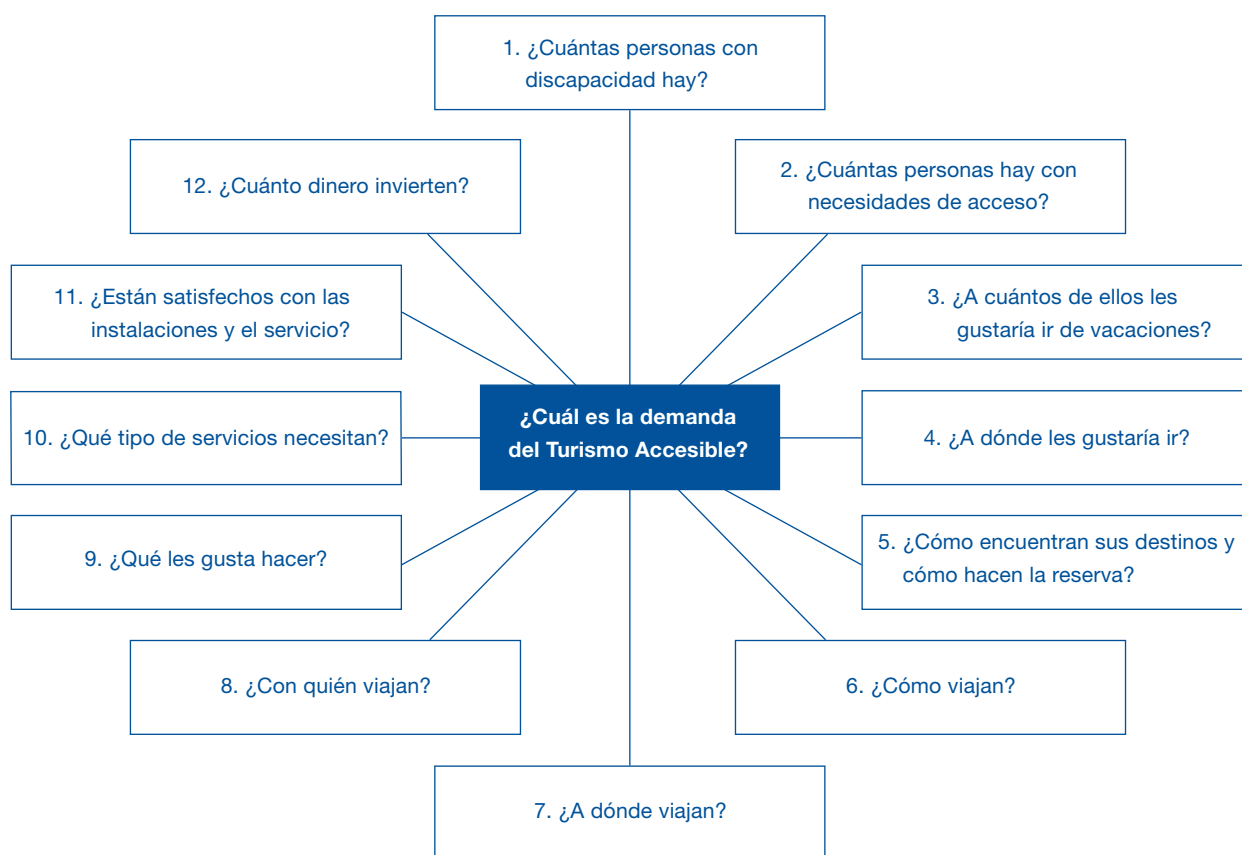 1. ¿Cuántas personas con
discapacidad hay?
12. ¿Cuánto dinero invierten?
2. ¿Cuántas personas hay con
necesidades de acceso?
11. ¿Están satisfechos con las
instalaciones y el servicio?
3. ¿A cuántos de ellos les
gustaría ir de vacaciones?
¿Cuál es la demanda
del Turismo Accesible?
10. ¿Qué tipo de servicios necesitan?
4. ¿A dónde les gustaría ir?
9. ¿Qué les gusta hacer?
5. ¿Cómo encuentran sus destinos y
cómo hacen la reserva?
8. ¿Con quién viajan?
6. ¿Cómo viajan?
7. ¿A dónde viajan?